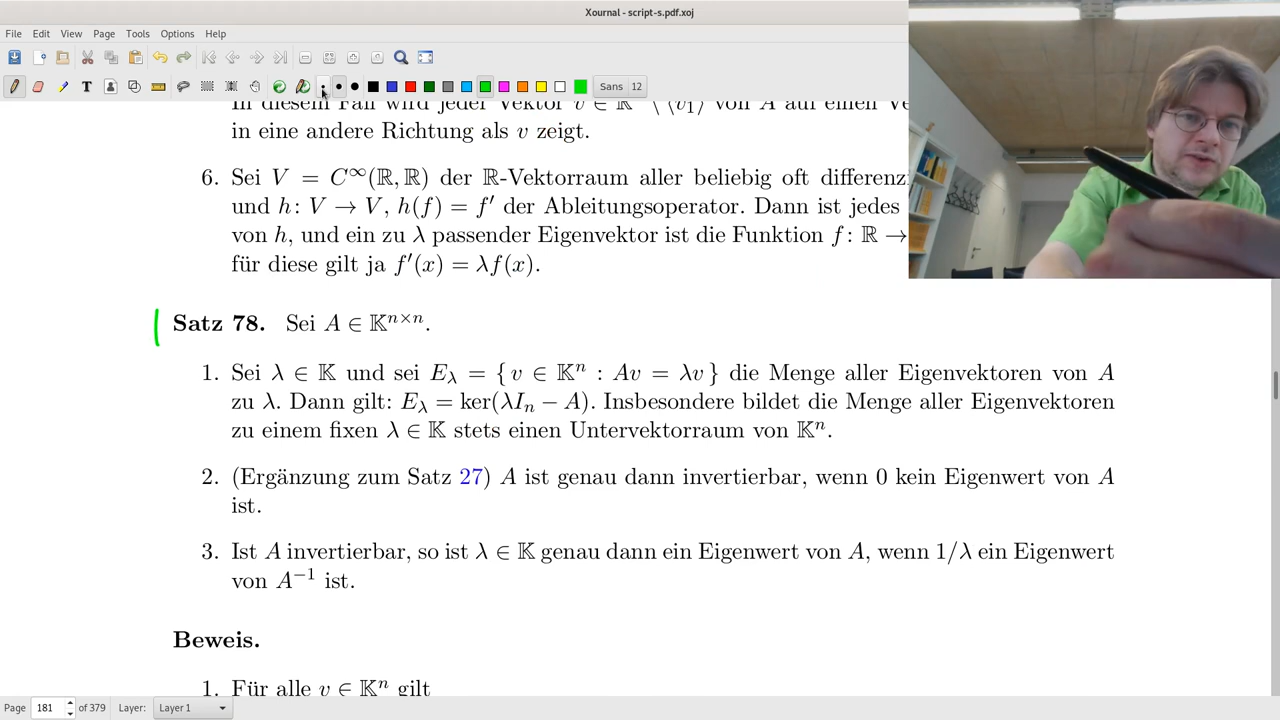 Xournal - script-s.pdf.xoj
File Edit View Page Tools Options Help
Sans 12
in eine andere Richtung als v zeigt.
6. Sei V = C^∞(ℝ, ℝ) der ℝ-Vektorraum aller beliebig oft
und h: V → V, h(f) = f′ der Ableitungsoperator. Dann ist jedes
von h, und ein zu λ passender Eigenvektor ist die Funktion f: ℝ →
für diese gilt ja f′(x) = λf(x).
Satz 78. Sei A ∈ 𝕂^{n×n}.
1. Sei λ ∈ 𝕂 und sei E_λ = { v ∈ 𝕂^n : Av = λv } die Menge aller Eigenvektoren von A
zu λ. Dann gilt: E_λ = ker(λI_n − A). Insbesondere bildet die Menge aller Eigenvektoren
zu einem fixen λ ∈ 𝕂 stets einen Untervektorraum von 𝕂^n.
2. (Ergänzung zum Satz 27) A ist genau dann invertierbar, wenn 0 kein Eigenwert von A
ist.
3. Ist A invertierbar, so ist λ ∈ 𝕂 genau dann ein Eigenwert von A, wenn 1/λ ein Eigenwert
von A^{−1} ist.
Beweis.
1. Für alle v ∈ 𝕂^n gilt
Page 181 of 379 Layer: Layer 1